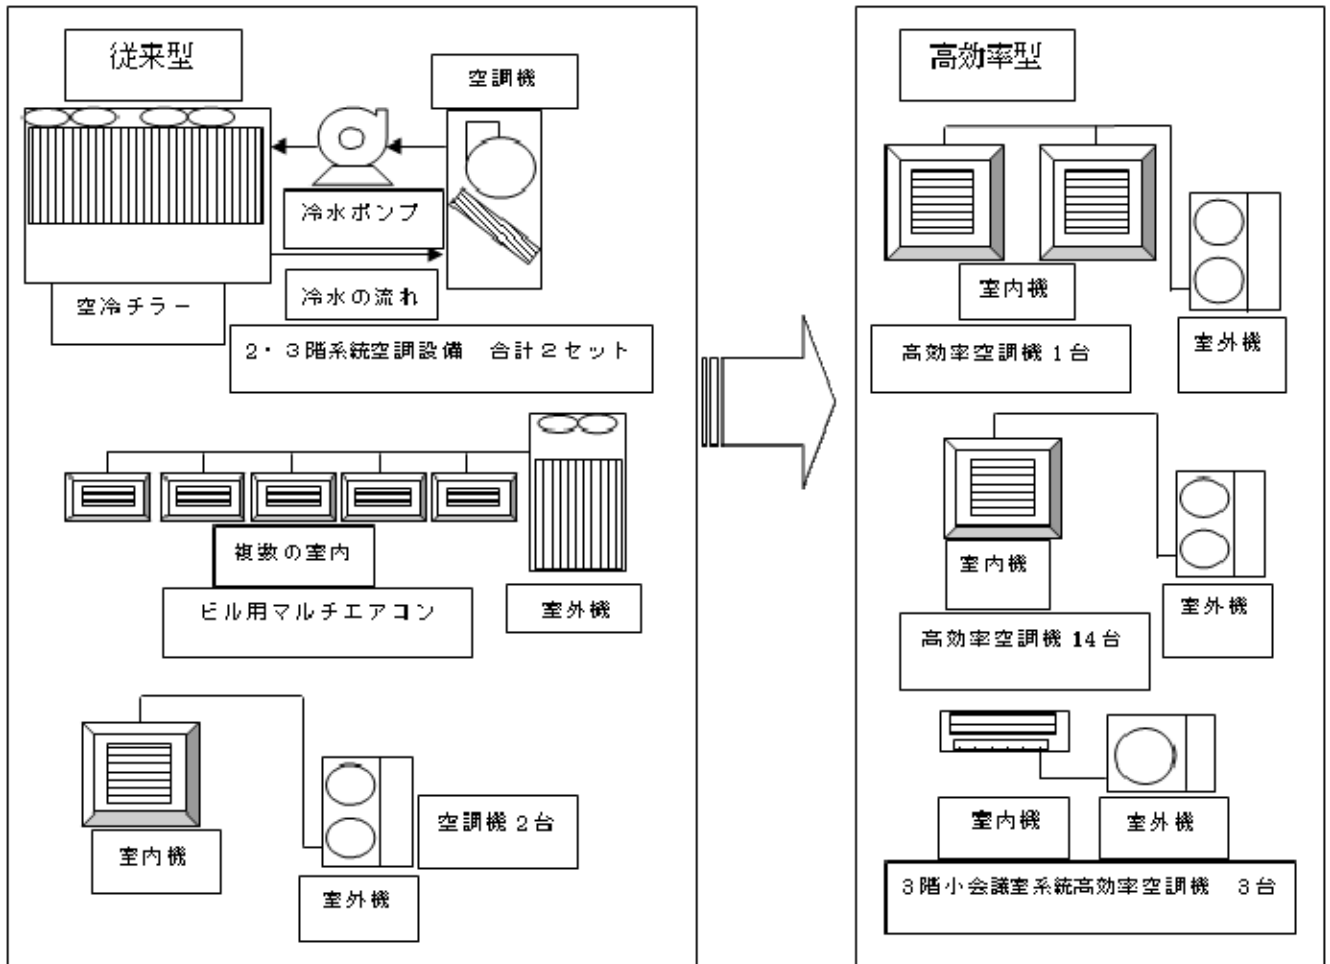 従来型
空調機
冷水ポンプ
冷水の流れ
空冷チラー
2・3階系統空調設備　合計2セット
複数の室内
ビル用マルチエアコン
室外機
室内機
空調機2台
室外機
高効率型
室内機
室外機
高効率空調機1台
室内機
室外機
高効率空調機14台
室内機
室外機
3階小会議室系統高効率空調機　3台